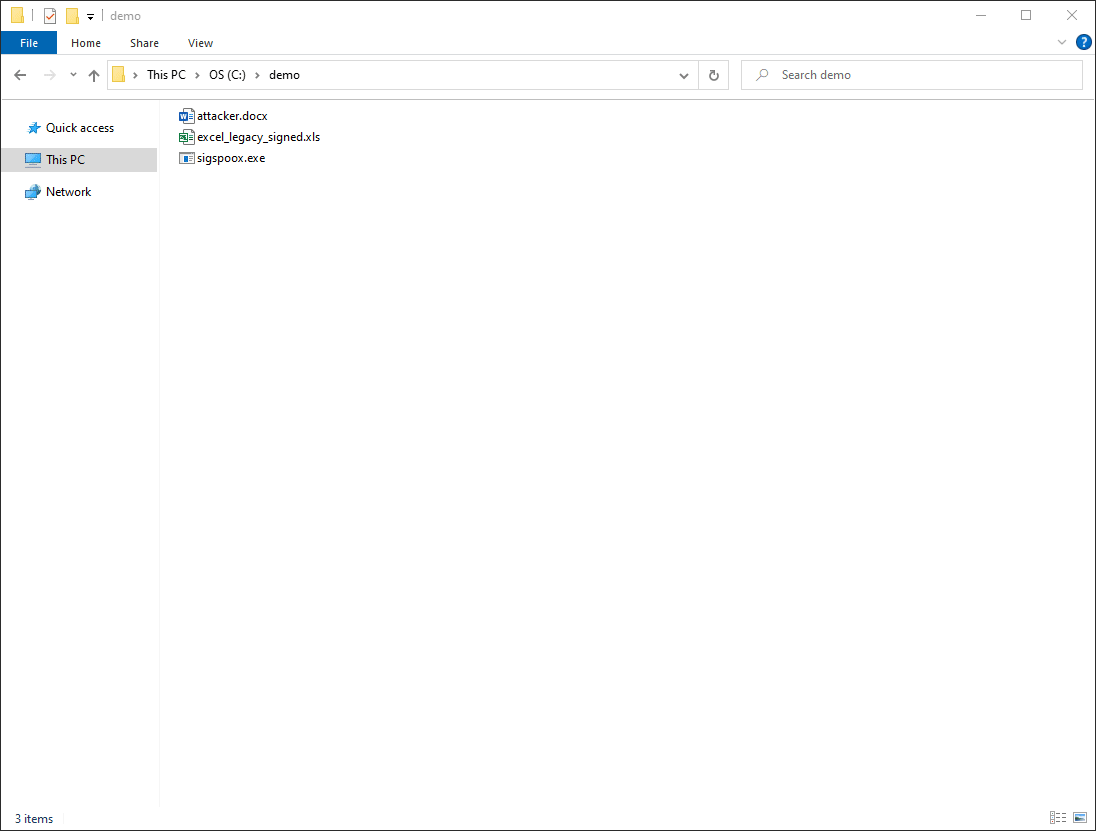 demo
File Home Share View
This PC OS (C:) demo
Search demo
Quick access
This PC
Network
attacker.docx
excel_legacy_signed.xls
sigspoox.exe
3 items